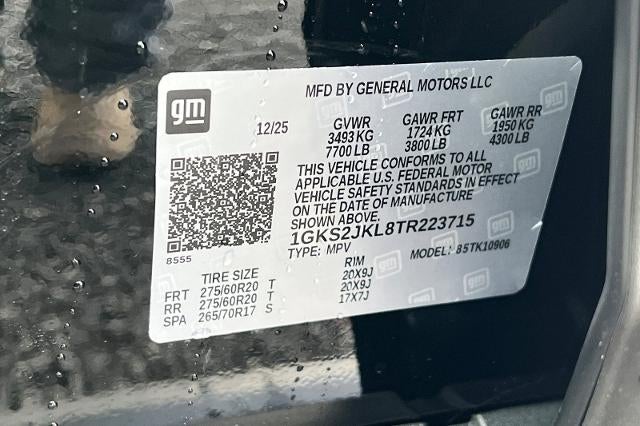 gm
MFD BY GENERAL MOTORS LLC
12/25
GVWR GAWR FRT GAWR RR
3493 KG 1724 KG 1950 KG
7700 LB 3800 LB 4300 LB
THIS VEHICLE CONFORMS TO ALL
APPLICABLE U.S. FEDERAL MOTOR
VEHICLE SAFETY STANDARDS IN EFFECT
ON THE DATE OF MANUFACTURE
SHOWN ABOVE.
1GKS2JKL8TR223715
TYPE: MPV MODEL: 85TK10906
8555
TIRE SIZE RIM
FRT 275/60R20 T 20X9J
RR 275/60R20 T 20X9J
SPA 265/70R17 S 17X7J